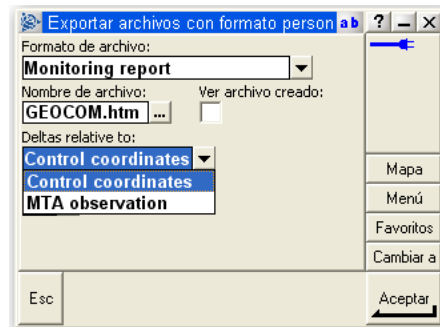 Exportar archivos con formato person ab ? — X
Formato de archivo:
Monitoring report
Nombre de archivo: Ver archivo creado:
GEOCOM.htm ...
Deltas relative to:
Control coordinates
Control coordinates
MTA observation
Mapa
Menú
Favoritos
Cambiar a
Esc
Aceptar